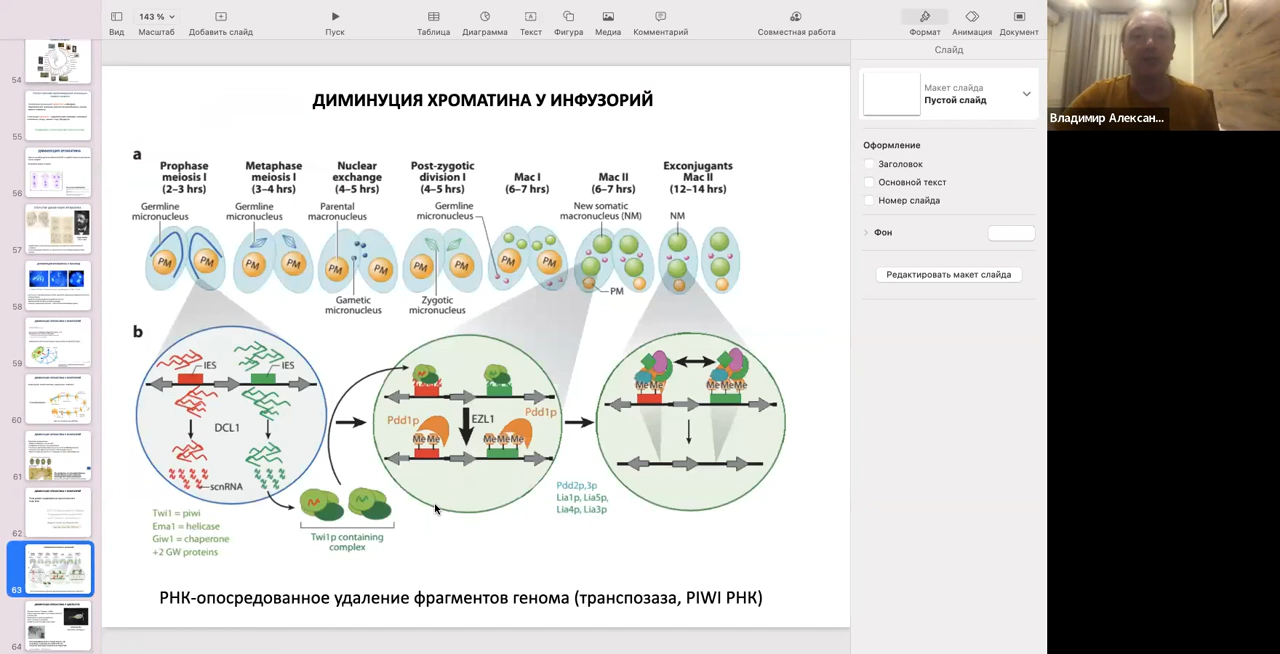 143 %
Вид
Масштаб
Добавить слайд
Пуск
Таблица
Диаграмма
Текст
Фигура
Медиа
Комментарий
Совместная работа
Формат
Анимация
Документ
54
55
56
57
58
59
60
61
62
63
64
ДИМИНУЦИЯ ХРОМАТИНА У ИНФУЗОРИЙ
a
Prophase
meiosis I
(2–3 hrs)
Metaphase
meiosis I
(3–4 hrs)
Nuclear
exchange
(4–5 hrs)
Post-zygotic
division I
(4–5 hrs)
Mac I
(6–7 hrs)
Mac II
(6–7 hrs)
Exconjugants
Mac II
(12–14 hrs)
Germline
micronucleus
Germline
micronucleus
Parental
macronucleus
Germline
micronucleus
New somatic
macronucleus (NM)
NM
PM
PM
PM
PM
PM
PM
PM
PM
PM
PM
PM
Gametic
micronucleus
Zygotic
micronucleus
b
IES
IES
DCL1
scnRNA
Twi1 = piwi
Ema1 = helicase
Giw1 = chaperone
+2 GW proteins
Twi1p containing
complex
Pdd1p
EZL1
Pdd1p
MeMe
MeMeMe
Pdd2p,3p
Lia1p, Lia5p,
Lia4p, Lia3p
MeMe
MeMeMe
РНК-опосредованное удаление фрагментов генома (транспозаза, PIWI РНК)
Слайд
Макет слайда
Пустой слайд
Оформление
Заголовок
Основной текст
Номер слайда
Фон
Редактировать макет слайда
Владимир Алексан...